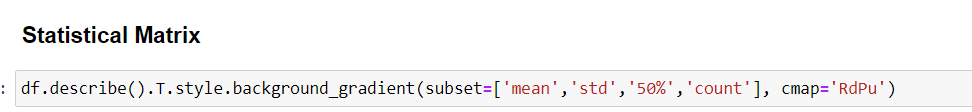 Statistical Matrix
: df.describe().T.style.background_gradient(subset=['mean','std','50%','count'], cmap='RdPu')